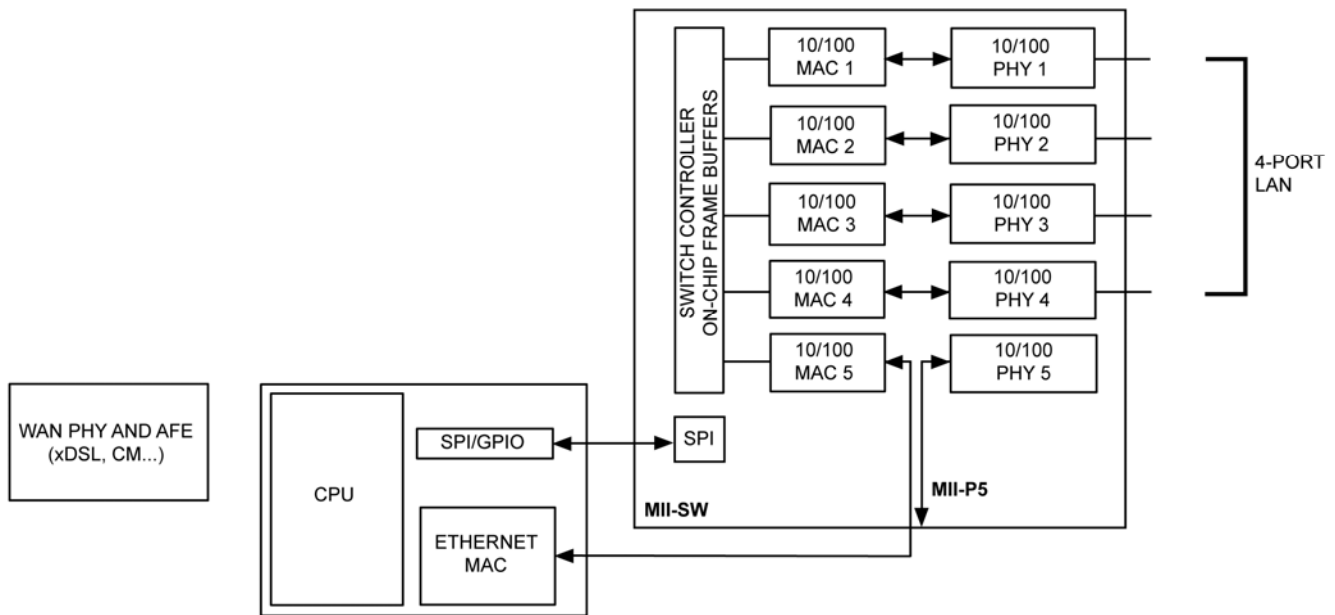 10/100
MAC 1
10/100
PHY 1
10/100
MAC 2
10/100
PHY 2
10/100
MAC 3
10/100
PHY 3
10/100
MAC 4
10/100
PHY 4
10/100
MAC 5
10/100
PHY 5
SWITCH CONTROLLER
ON-CHIP FRAME BUFFERS
4-PORT
LAN
SPI
MII-SW
MII-P5
WAN PHY AND AFE
(xDSL, CM...)
CPU
SPI/GPIO
ETHERNET
MAC